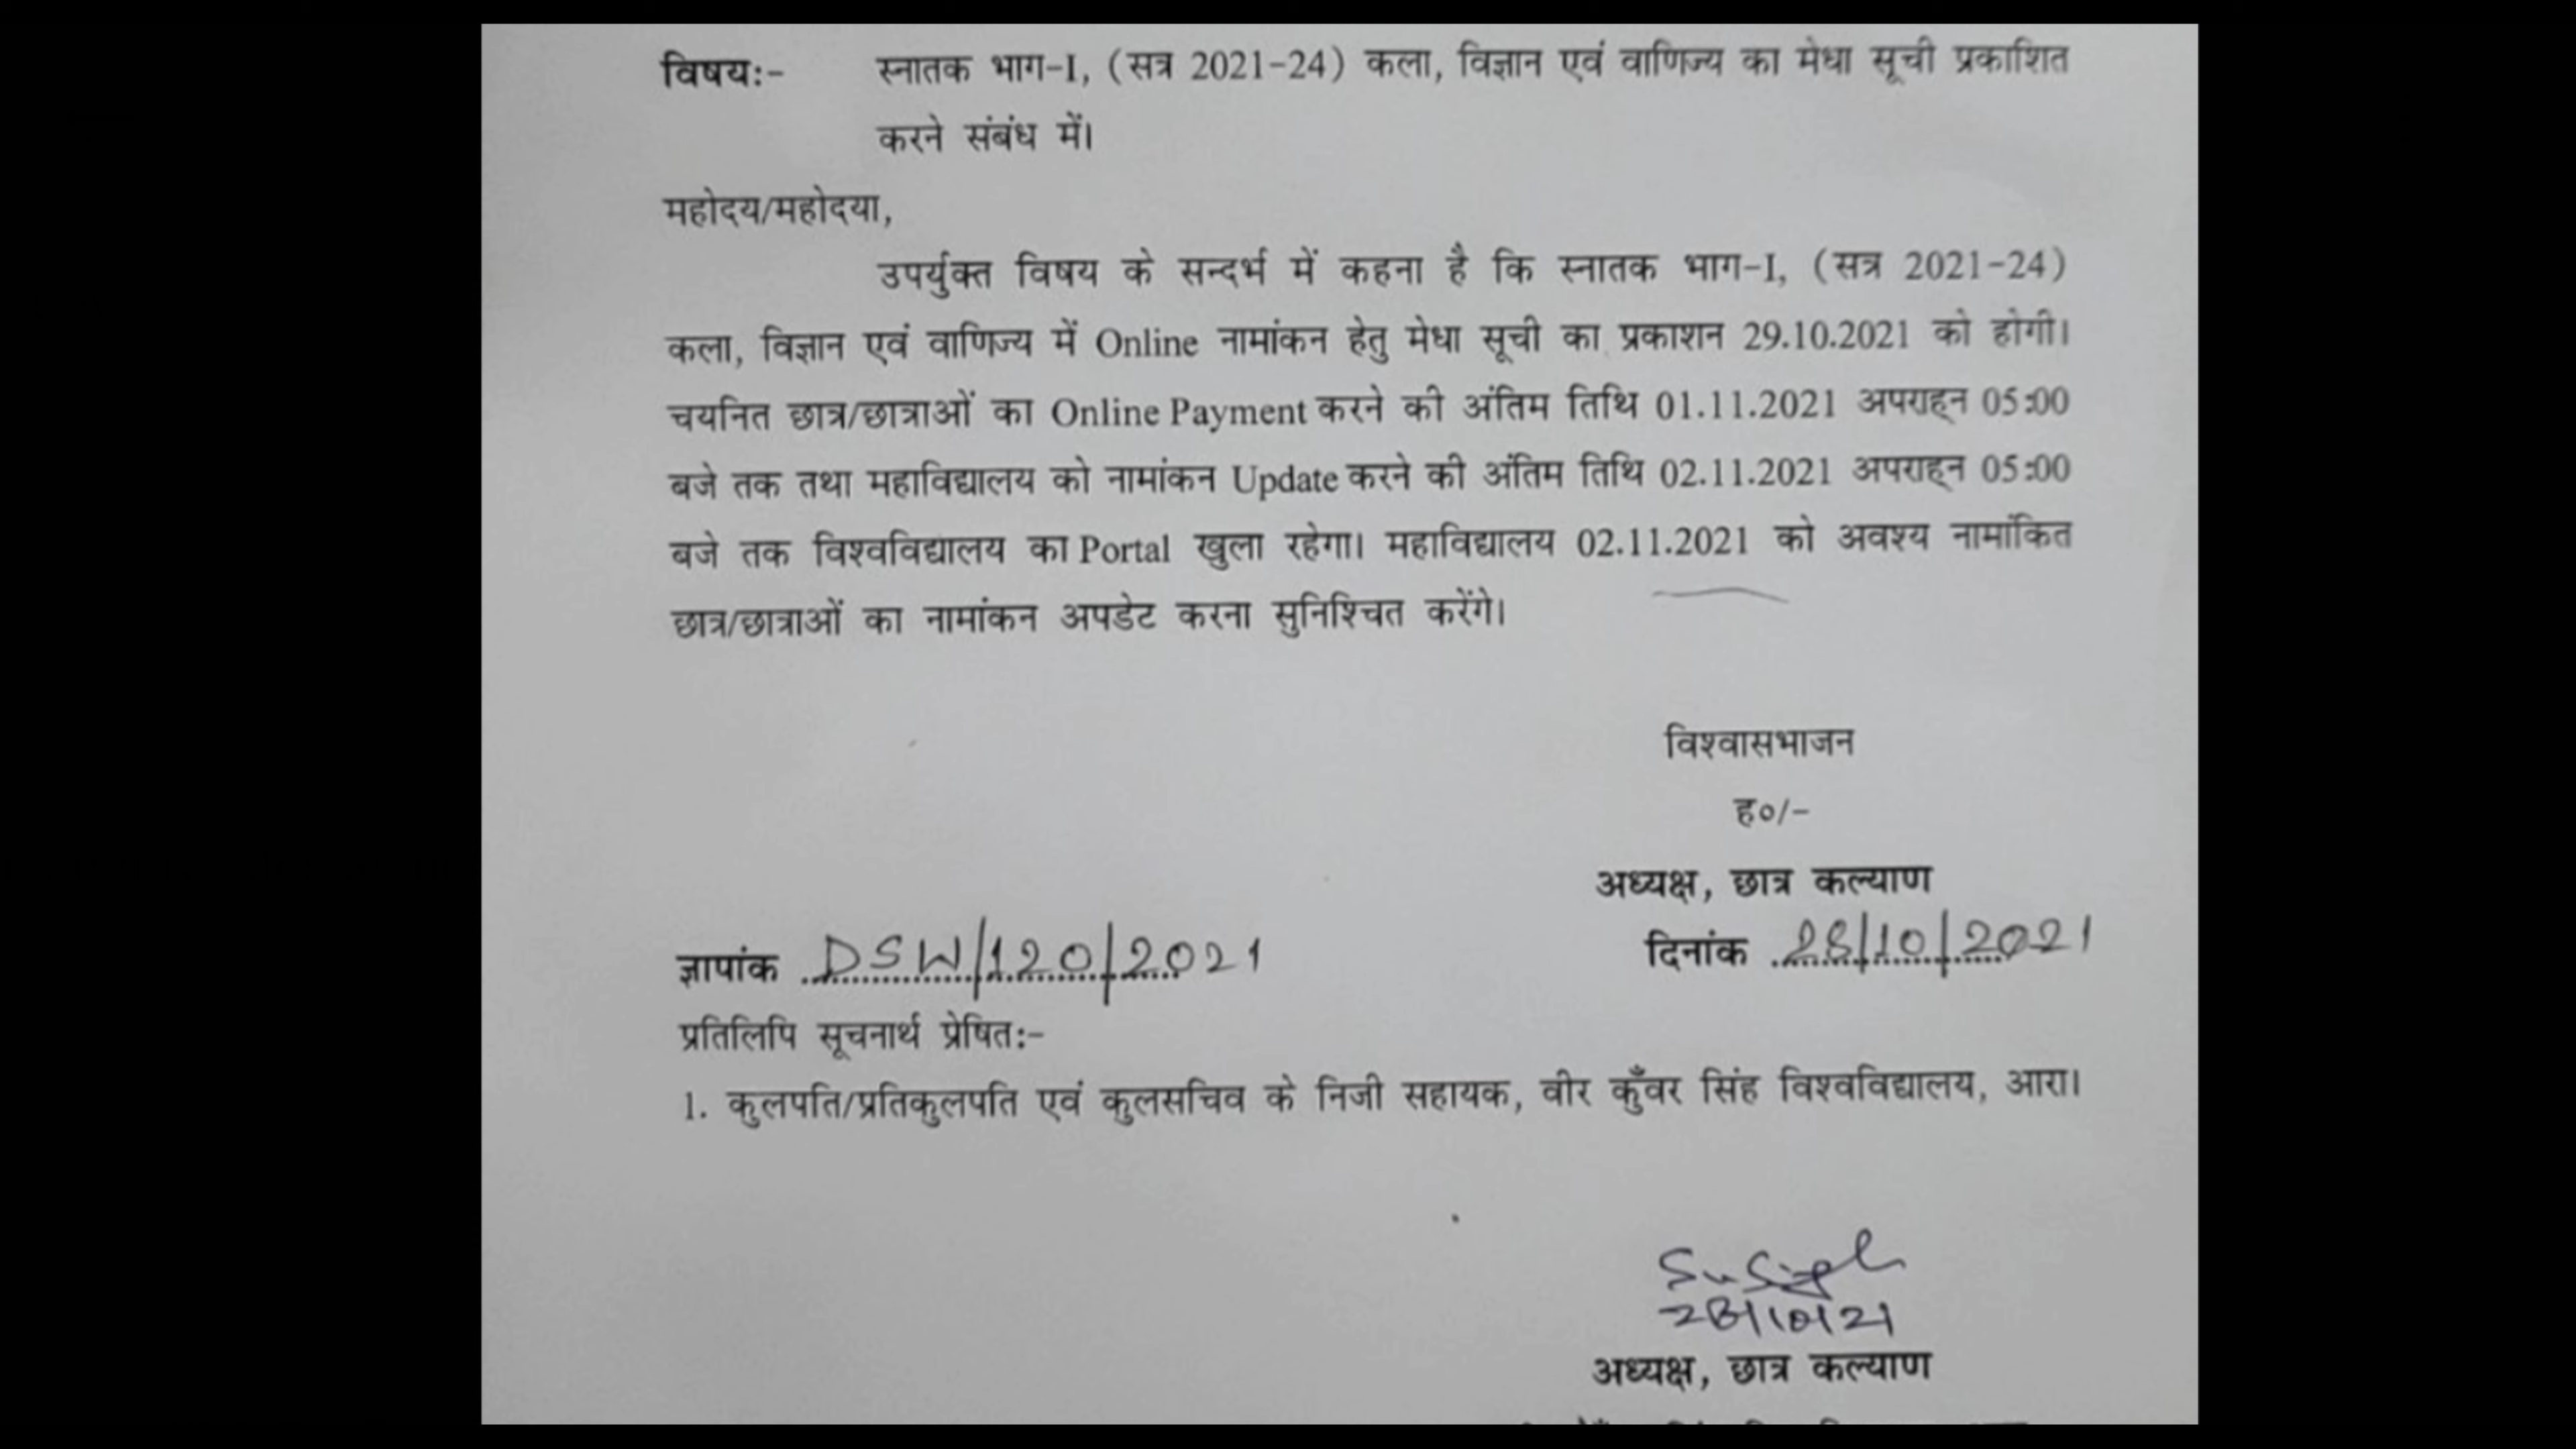 विषयः- स्नातक भाग-I, (सत्र 2021-24) कला, विज्ञान एवं वाणिज्य का मेधा सूची प्रकाशित
करने संबंध में।
महोदय/महोदया,
उपर्युक्त विषय के सन्दर्भ में कहना है कि स्नातक भाग-I, (सत्र 2021-24)
कला, विज्ञान एवं वाणिज्य में Online नामांकन हेतु मेधा सूची का प्रकाशन 29.10.2021 को होगी।
चयनित छात्र/छात्राओं का Online Payment करने की अंतिम तिथि 01.11.2021 अपराह्न 05:00
बजे तक तथा महाविद्यालय को नामांकन Update करने की अंतिम तिथि 02.11.2021 अपराह्न 05:00
बजे तक विश्वविद्यालय का Portal खुला रहेगा। महाविद्यालय 02.11.2021 को अवश्य नामांकित
छात्र/छात्राओं का नामांकन अपडेट करना सुनिश्चित करेंगे।
विश्वासभाजन
ह०/-
अध्यक्ष, छात्र कल्याण
ज्ञापांक DSW/120/2021 दिनांक 28/10/2021
प्रतिलिपि सूचनार्थ प्रेषितः-
1. कुलपति/प्रतिकुलपति एवं कुलसचिव के निजी सहायक, वीर कुँवर सिंह विश्वविद्यालय, आरा।
28/10/21
अध्यक्ष, छात्र कल्याण